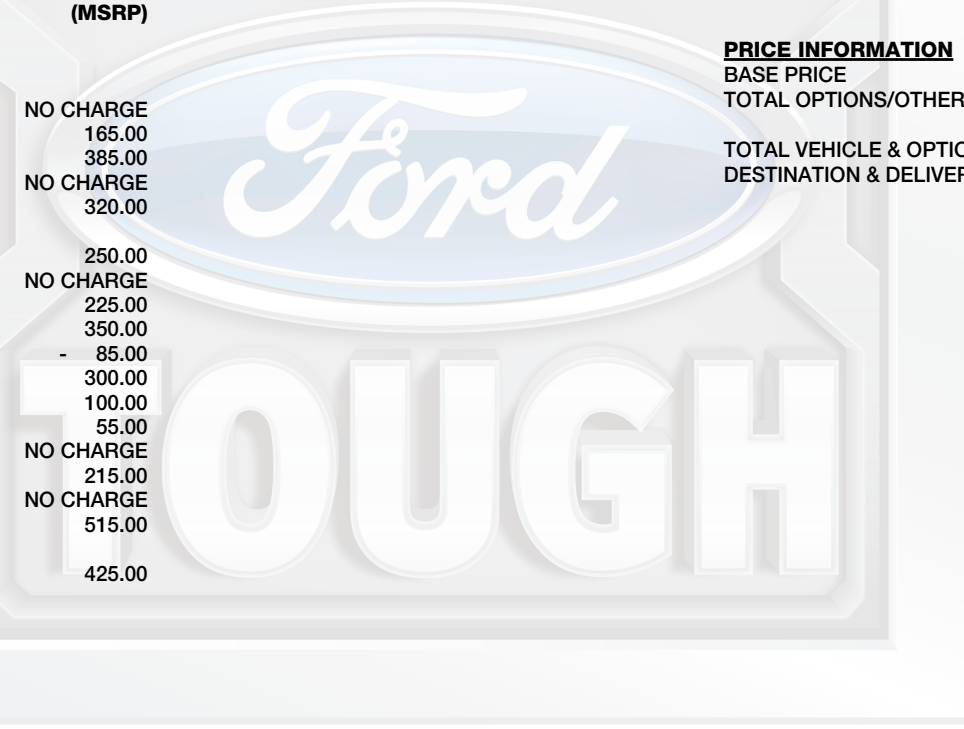 (MSRP)
NO CHARGE
165.00
385.00
NO CHARGE
320.00
250.00
NO CHARGE
225.00
350.00
- 85.00
300.00
100.00
55.00
NO CHARGE
215.00
NO CHARGE
515.00
425.00
PRICE INFORMATION
BASE PRICE
TOTAL OPTIONS/OTHER
TOTAL VEHICLE & OPTIO
DESTINATION & DELIVER
Ford
TOUGH